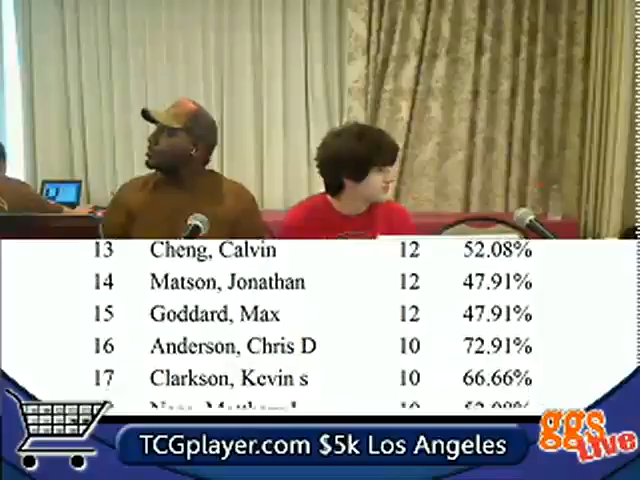 13 Cheng, Calvin 12 52.08%
14 Matson, Jonathan 12 47.91%
15 Goddard, Max 12 47.91%
16 Anderson, Chris D 10 72.91%
17 Clarkson, Kevin s 10 66.66%
TCGplayer.com $5k Los Angeles
ggs
Live